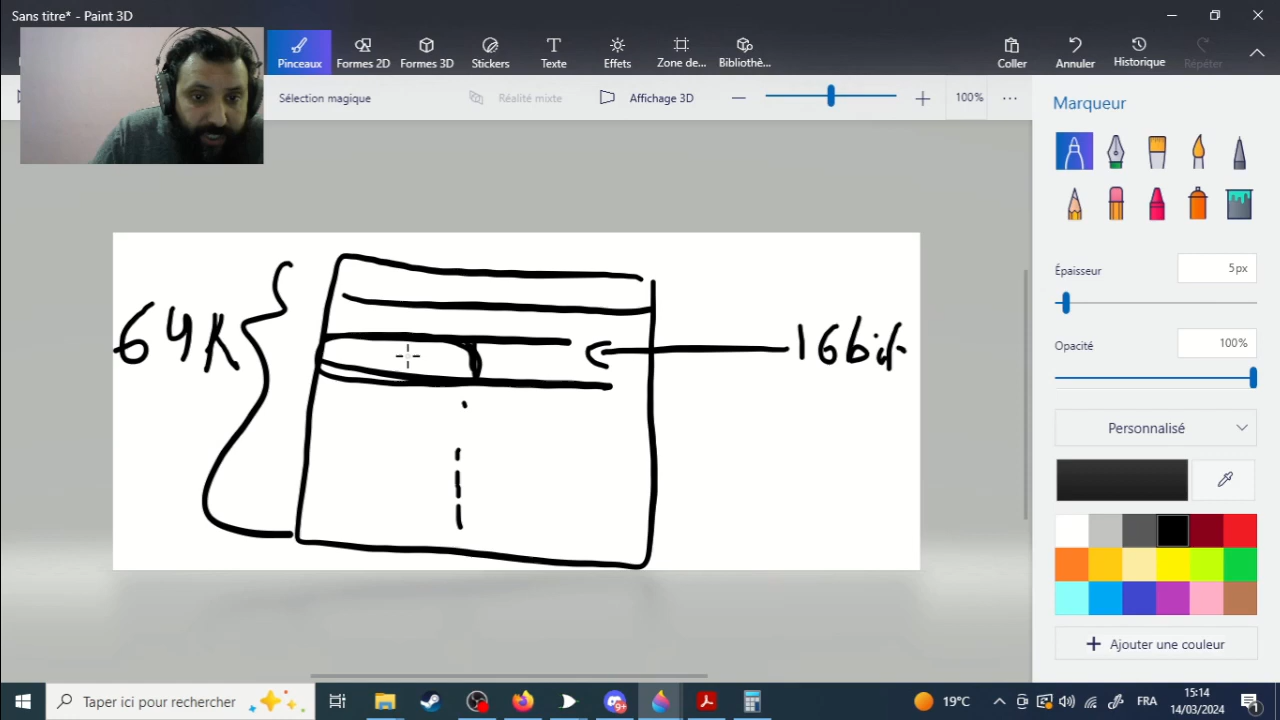 Sans titre* - Paint 3D
Pinceaux
Formes 2D
Formes 3D
Stickers
Texte
Effets
Zone de...
Bibliothè...
Coller
Annuler
Historique
Répéter
Sélection magique
Réalité mixte
Affichage 3D
100%
Marqueur
Épaisseur
5px
Opacité
100%
Personnalisé
Ajouter une couleur
64K
16bit
Taper ici pour rechercher
9+
19°C
FRA
15:14
14/03/2024
1